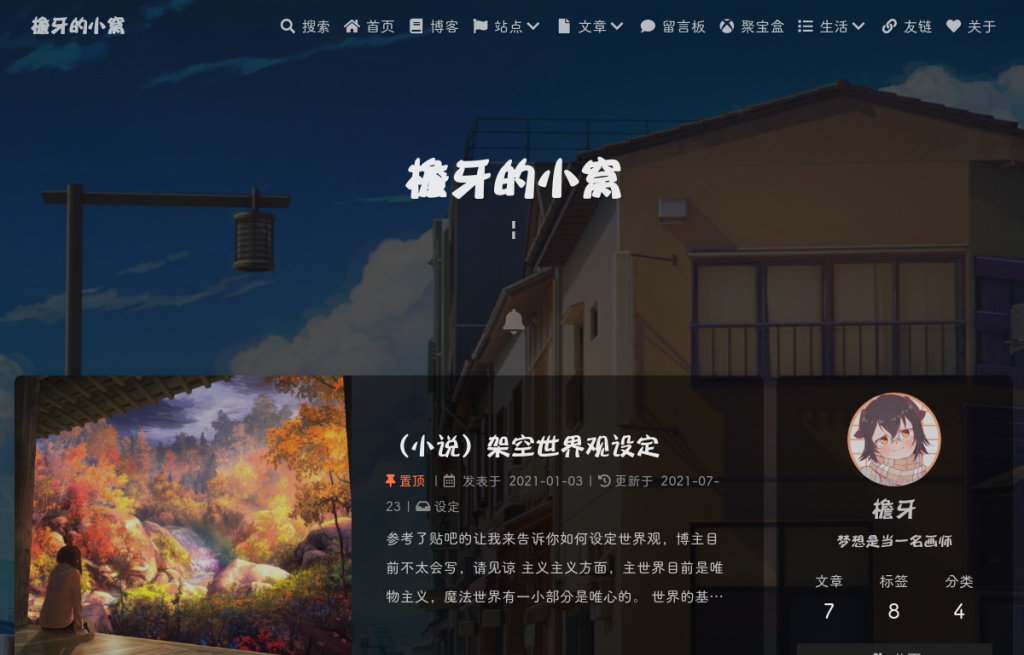 檐牙的小窝
搜索 首页 博客 站点 文章 留言板 聚宝盒 生活 友链 关于
檐牙的小窝
（小说）架空世界观设定
置顶 | 发表于 2021-01-03 | 更新于 2021-07-
23 | 设定
参考了贴吧的让我来告诉你如何设定世界观，博主目
前不太会写，请见谅 主义主义方面，主世界目前是唯
物主义，魔法世界有一小部分是唯心的。 世界的基…
檐牙
梦想是当一名画师
文章 标签 分类
7 8 4